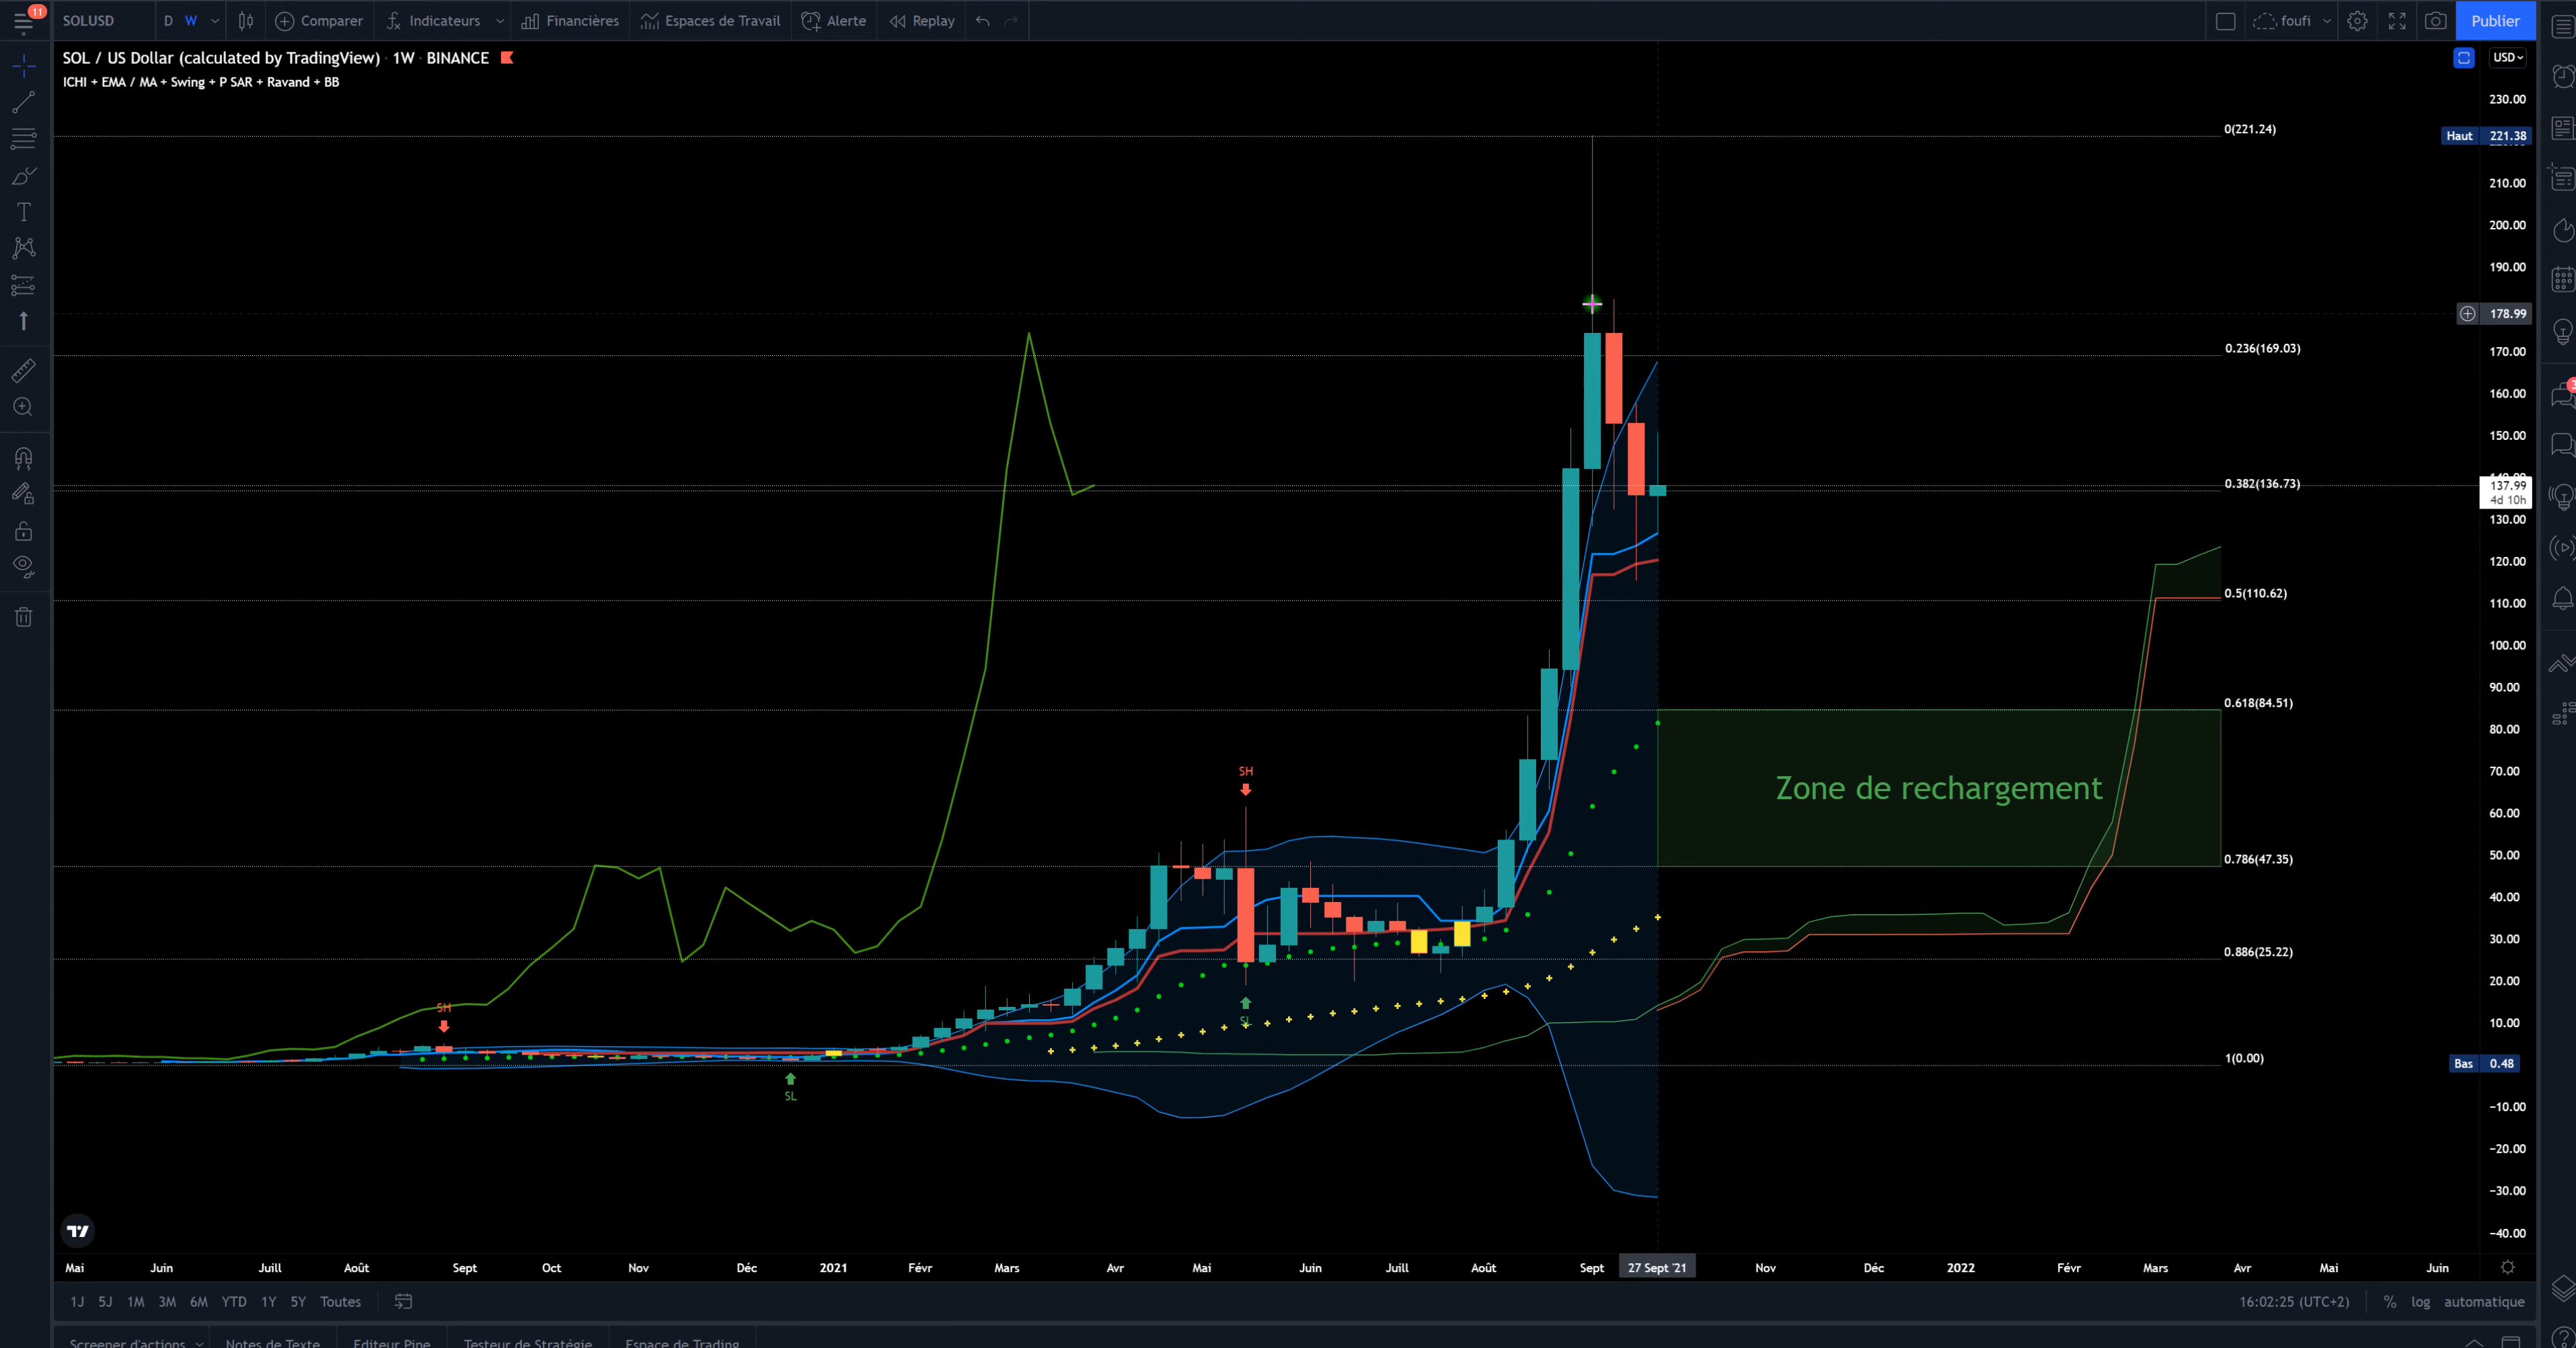 11
SOLUSD D W Comparer Indicateurs Financières Espaces de Travail Alerte Replay foufi Publier
SOL / US Dollar (calculated by TradingView) · 1W · BINANCE
USD
ICHI + EMA / MA + Swing + P SAR + Ravand + BB
230.00
0(221.24)
Haut 221.38
210.00
200.00
190.00
178.99
0.236(169.03)
170.00
160.00
150.00
0.382(136.73)
137.99
4d 10h
130.00
120.00
0.5(110.62)
110.00
100.00
90.00
0.618(84.51)
80.00
SH
70.00
Zone de rechargement
60.00
0.786(47.35)
50.00
40.00
30.00
0.886(25.22)
20.00
SH
SL
10.00
1(0.00)
Bas 0.48
SL
−10.00
−20.00
−30.00
−40.00
Mai Juin Juill Août Sept Oct Nov Déc 2021 Févr Mars Avr Mai Juin Juill Août Sept 27 Sept '21 Nov Déc 2022 Févr Mars Avr Mai Juin
1J 5J 1M 3M 6M YTD 1Y 5Y Toutes 16:02:25 (UTC+2) % log automatique
Screener d'actions Notes de Texte Editeur Pine Testeur de Stratégie Espace de Trading